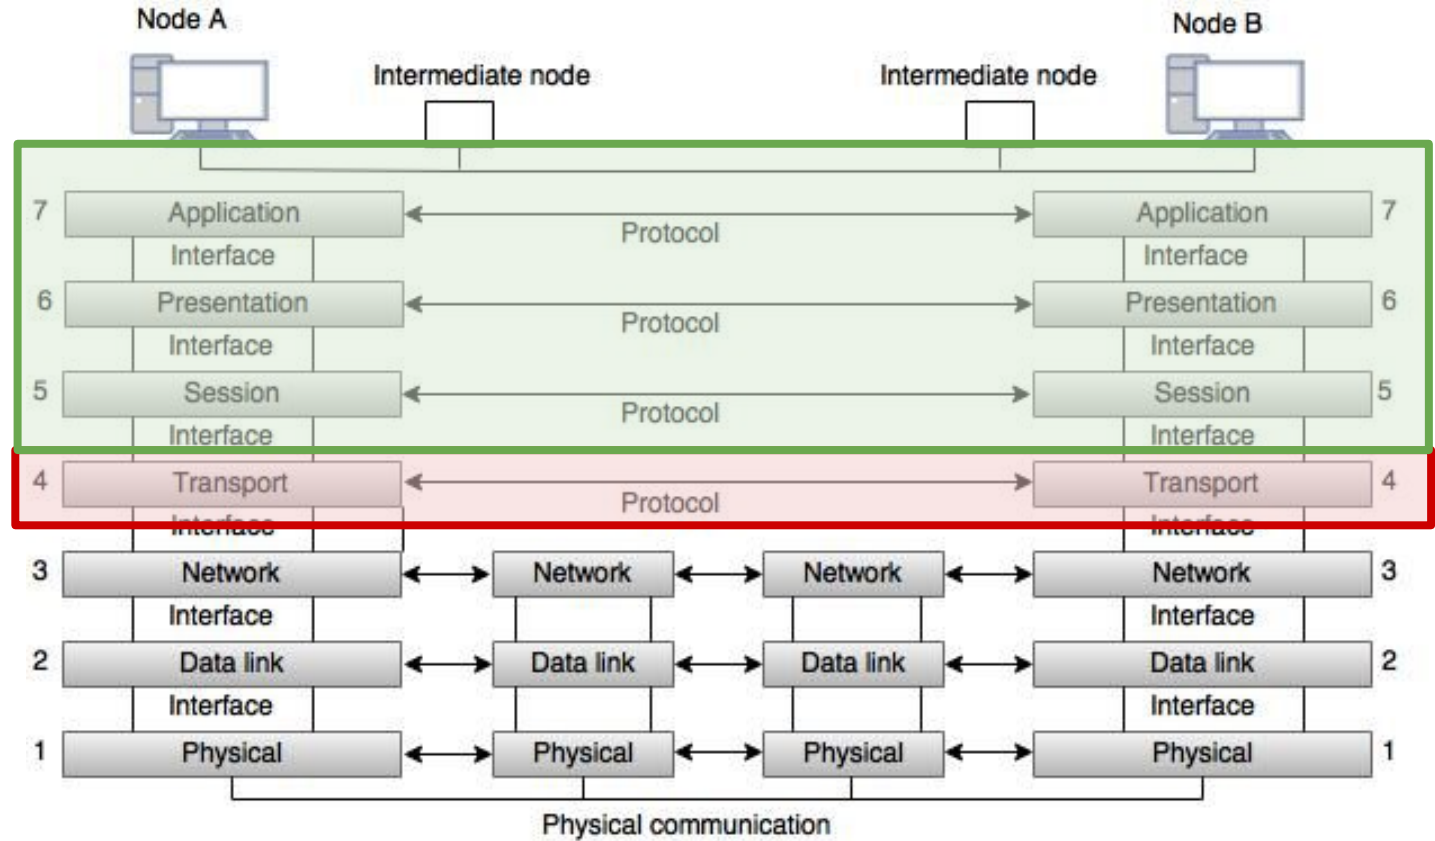 Node A
Node B
Intermediate node Intermediate node
7 Application Application 7
Protocol
Interface Interface
6 Presentation Presentation 6
Protocol
Interface Interface
5 Session Session 5
Protocol
Interface Interface
4 Transport Transport 4
Protocol
Interface Interface
3 Network Network Network Network 3
Interface Interface
2 Data link Data link Data link Data link 2
Interface Interface
1 Physical Physical Physical Physical 1
Physical communication